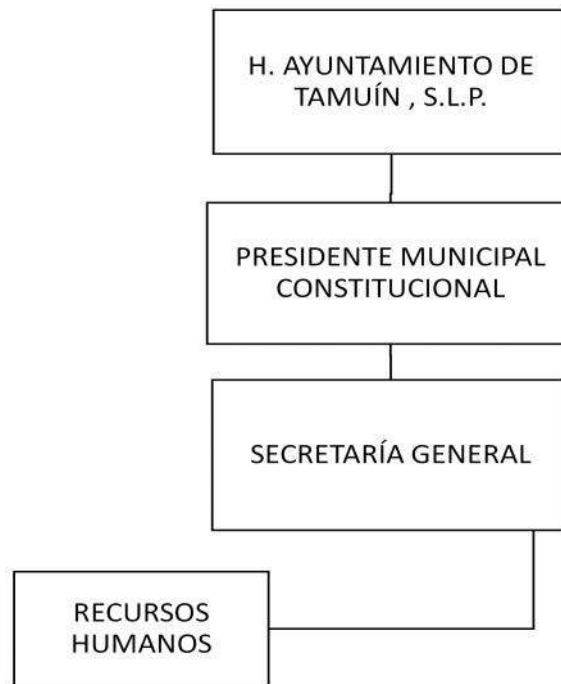 H. AYUNTAMIENTO DE
TAMUÍN , S.L.P.
PRESIDENTE MUNICIPAL
CONSTITUCIONAL
SECRETARÍA GENERAL
RECURSOS
HUMANOS